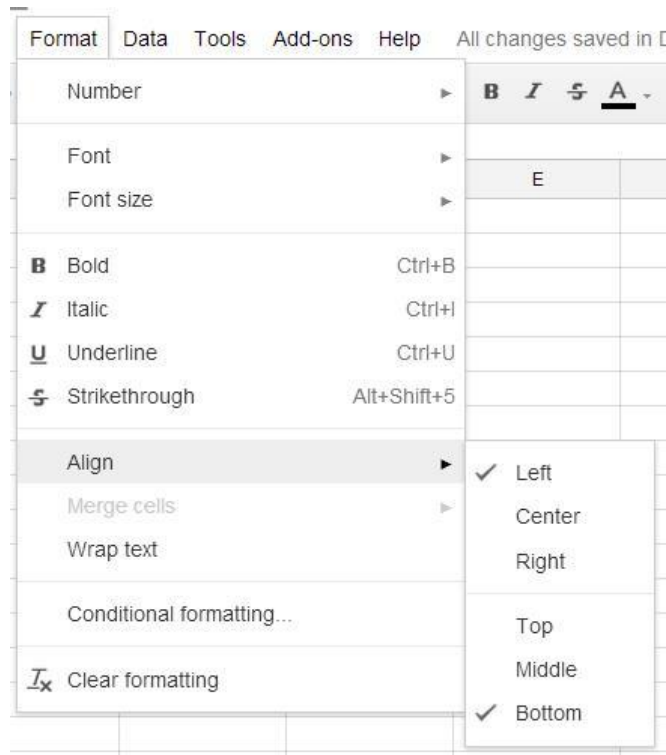 Format Data Tools Add-ons Help All changes saved in D
Number
B I S A
Font
E
Font size
B Bold Ctrl+B
I Italic Ctrl+I
U Underline Ctrl+U
S Strikethrough Alt+Shift+5
Align
Left
Merge cells
Center
Wrap text
Right
Conditional formatting...
Top
Middle
Clear formatting
Bottom